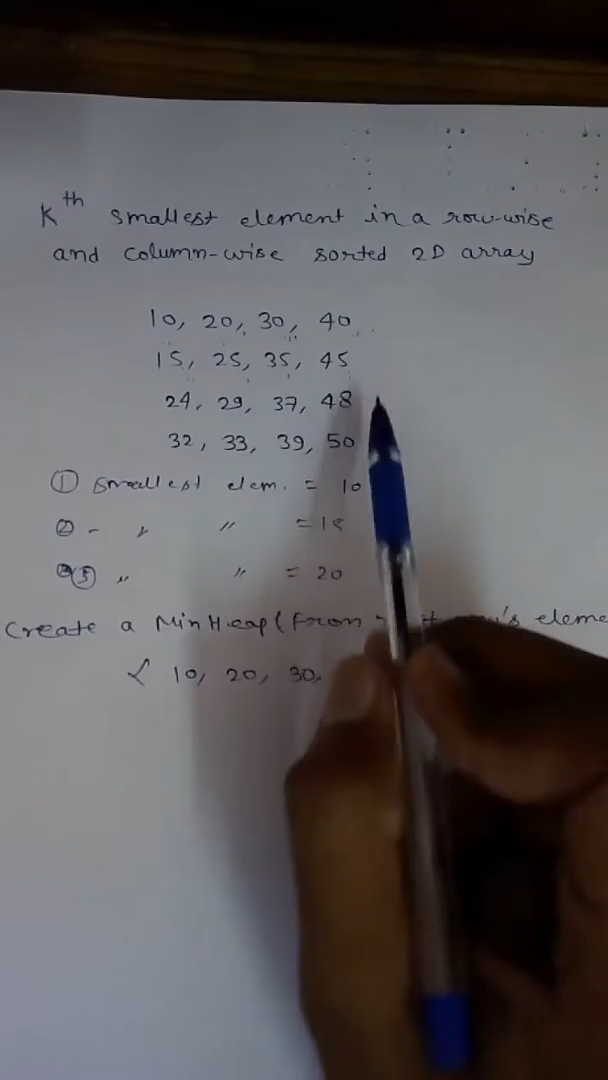 Kth smallest element in a row-wise
and column-wise sorted 2D array
10, 20, 30, 40
15, 25, 35, 45
24, 29, 37, 48
32, 33, 39, 50
① Smallest elem. = 10
② - " " = 15
③ " " = 20
Create a MinHeap (From
{ 10, 20, 30,